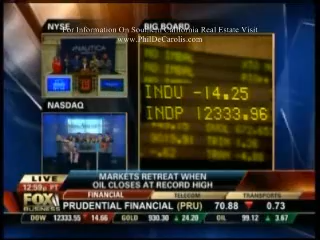 NYSE
BIG BOARD
For Information On Southern California Real Estate Visit
www.PhilDeCarolis.com
NAUTICA
INDU -14.25
INDP 12333.96
NASDAQ
LIVE
12:59p PT
MARKETS RETREAT WHEN
OIL CLOSES AT RECORD HIGH
FINANCIAL TELECOM TRANSPORTS
FOX
BUSINESS
PRUDENTIAL FINANCIAL (PRU) 70.88 ▼ 0.73
DOW 12333.55 ▼ 14.66 GOLD 930.30 ▲ 24.20 OIL 99.12 ▲ 3.67